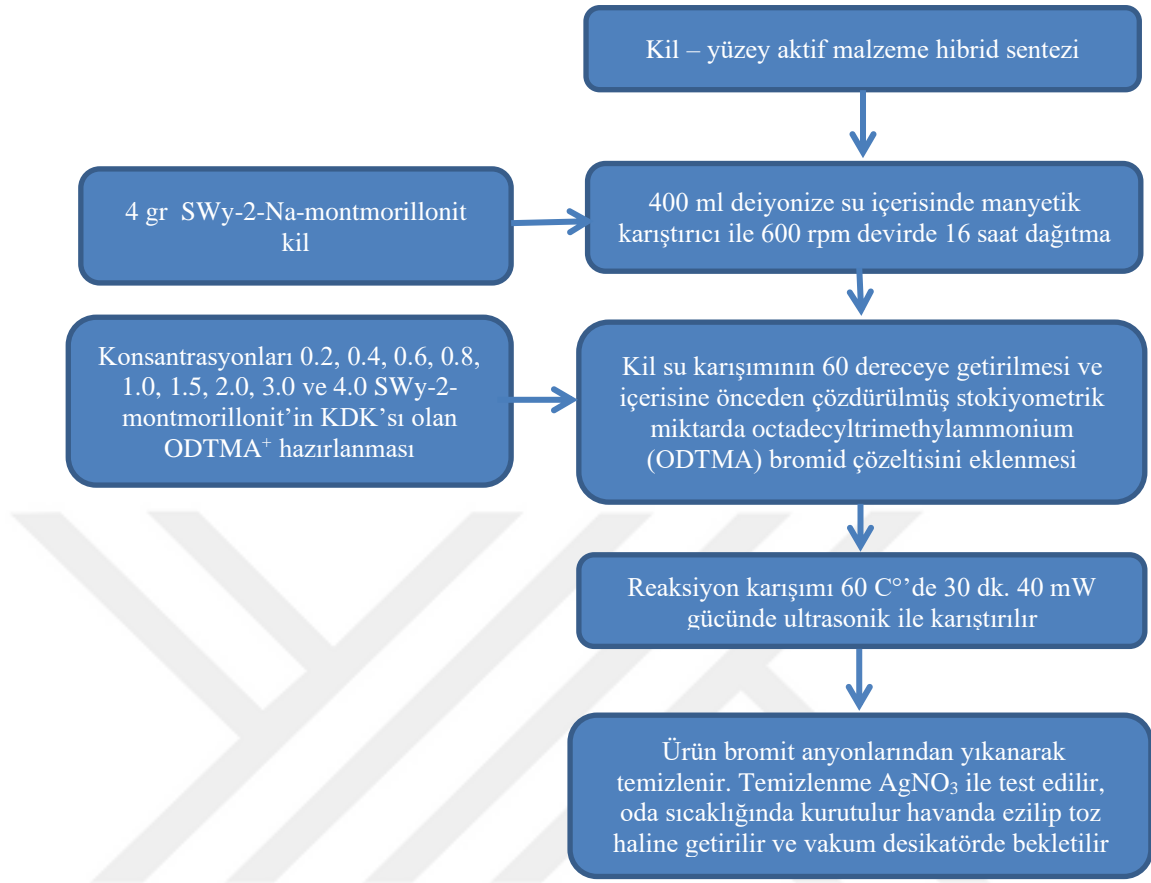 Kil – yüzey aktif malzeme hibrid sentezi
4 gr SWy-2-Na-montmorillonit
kil
400 ml deiyonize su içerisinde manyetik
karıştırıcı ile 600 rpm devirde 16 saat dağıtma
Konsantrasyonları 0.2, 0.4, 0.6, 0.8,
1.0, 1.5, 2.0, 3.0 ve 4.0 SWy-2-
montmorillonit’in KDK’sı olan
ODTMA⁺ hazırlanması
Kil su karışımının 60 dereceye getirilmesi ve
içerisine önceden çözdürülmüş stokiyometrik
miktarda octadecyltrimethylammonium
(ODTMA) bromid çözeltisini eklenmesi
Reaksiyon karışımı 60 C°’de 30 dk. 40 mW
gücünde ultrasonik ile karıştırılır
Ürün bromit anyonlarından yıkanarak
temizlenir. Temizlenme AgNO₃ ile test edilir,
oda sıcaklığında kurutulur havanda ezilip toz
haline getirilir ve vakum desikatörde bekletilir